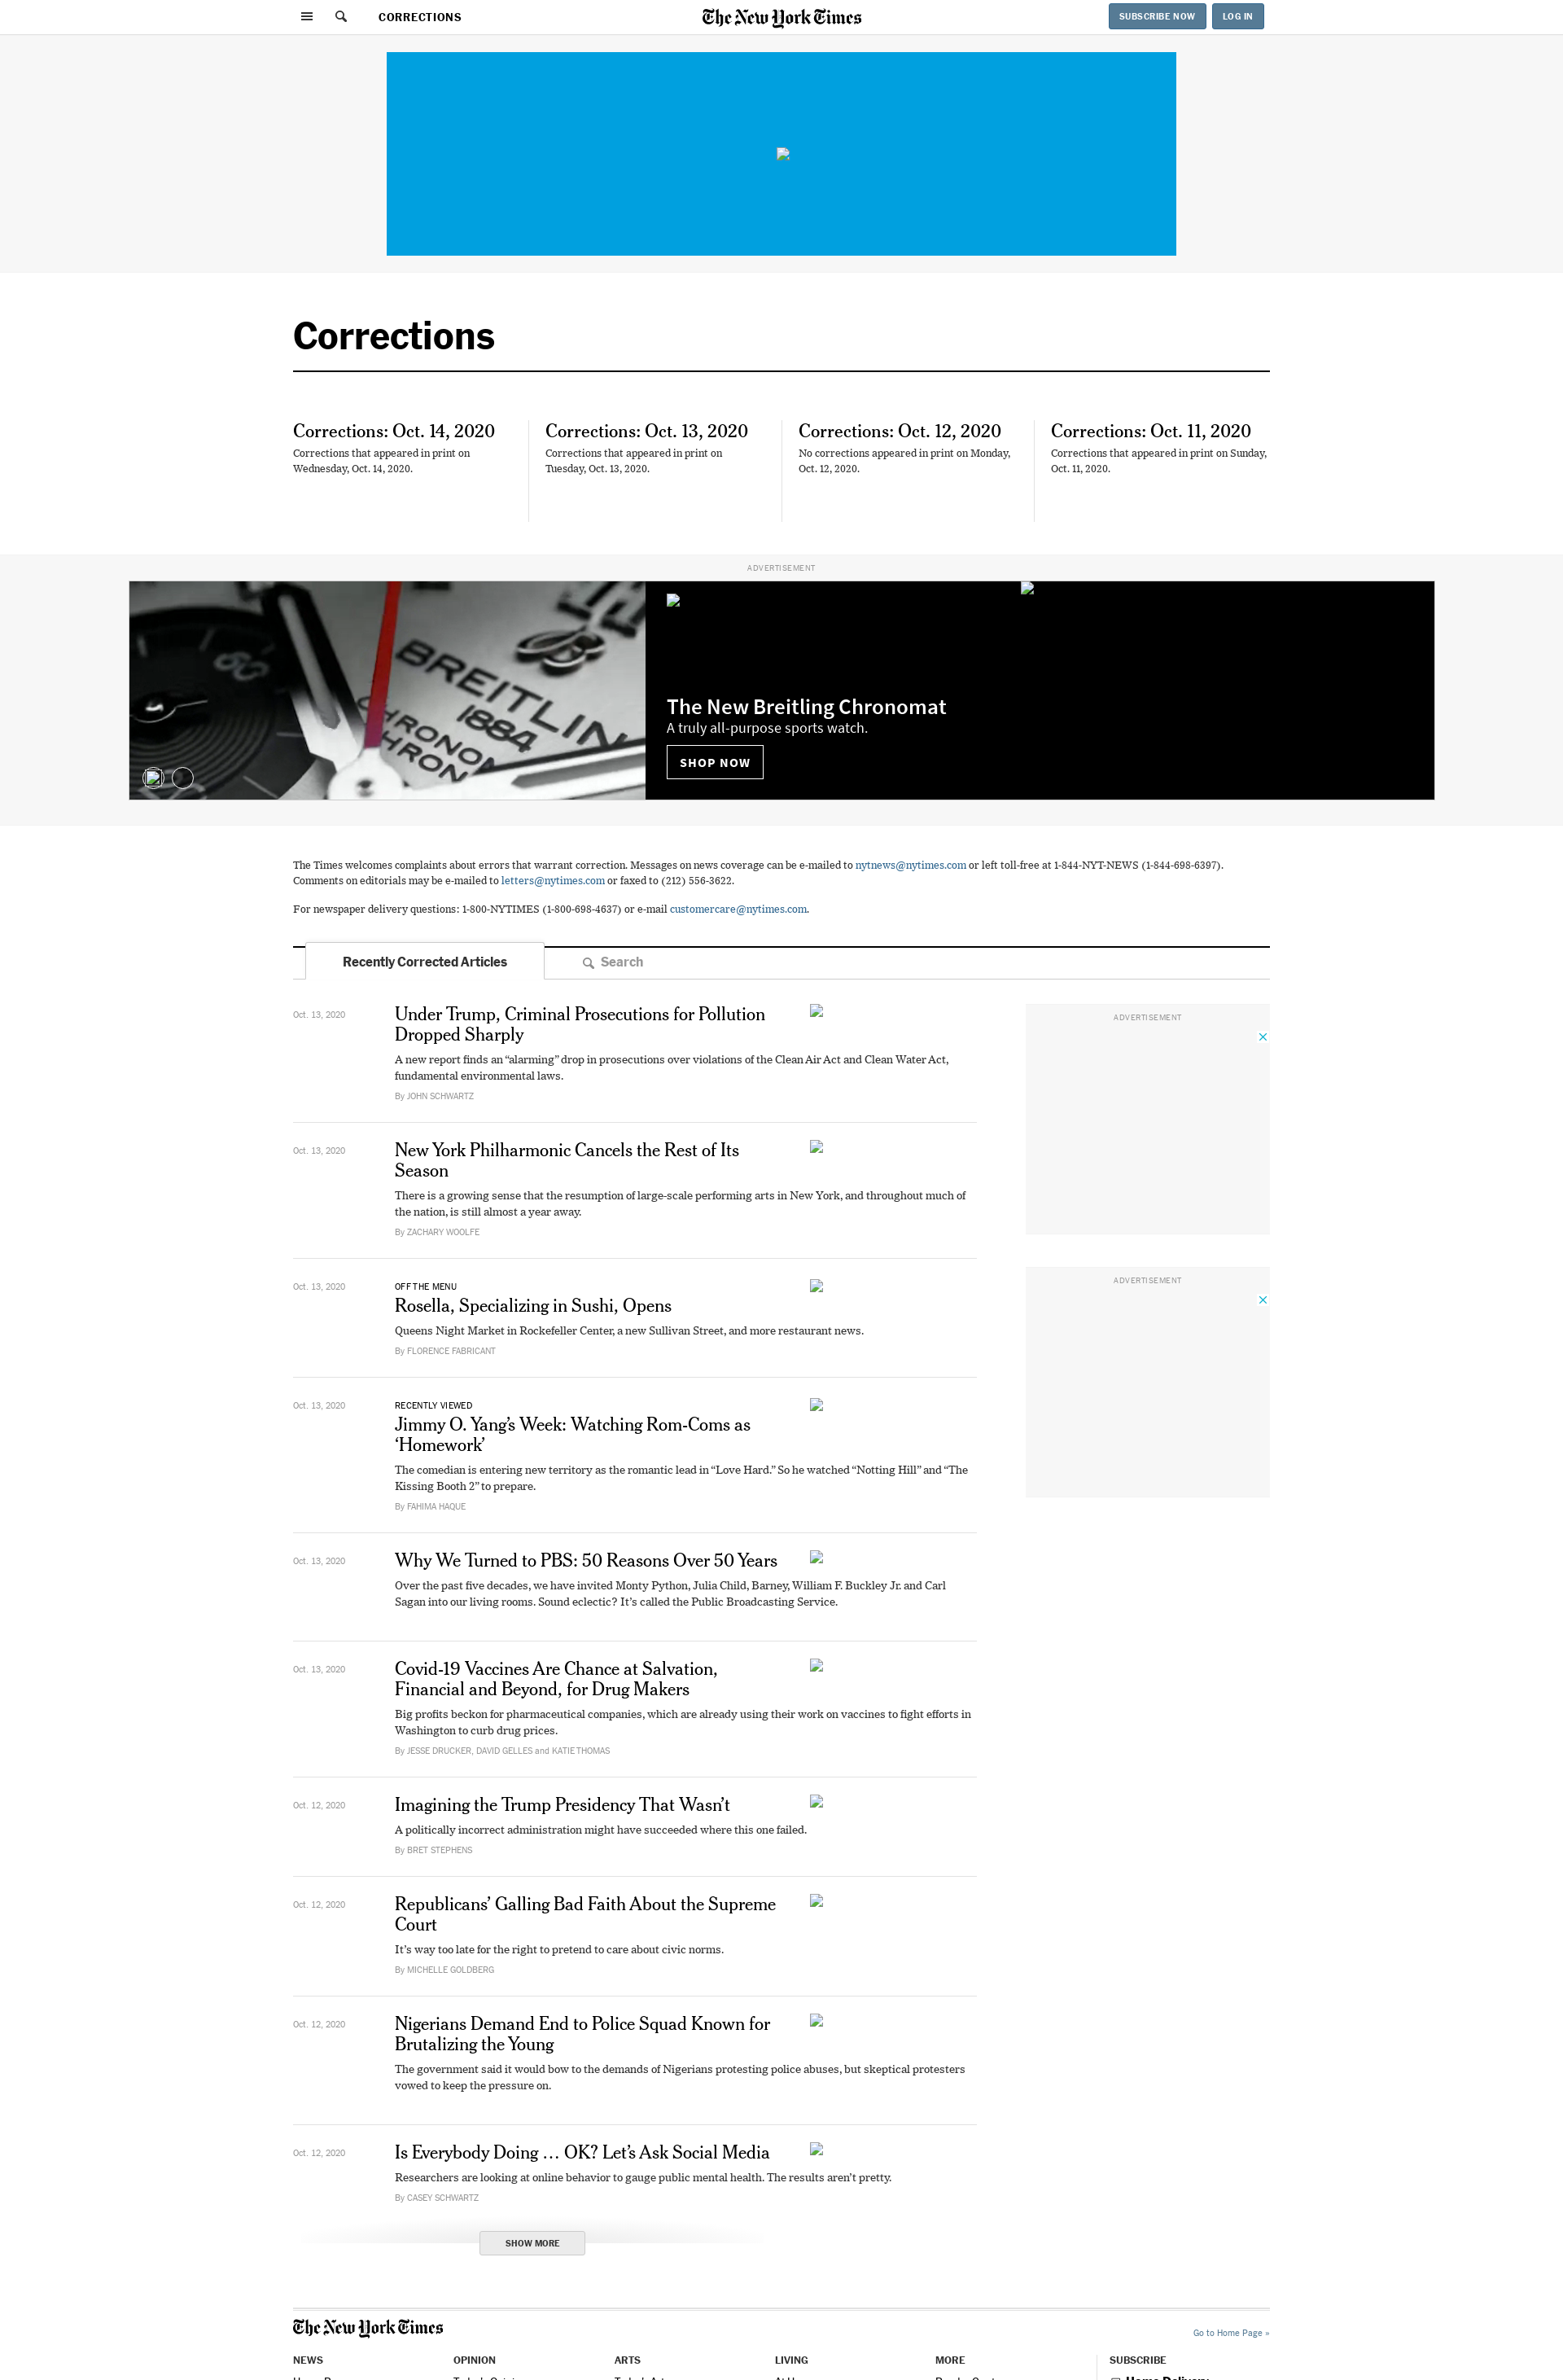 CORRECTIONS
The New York Times
SUBSCRIBE NOW
LOG IN
Corrections
Corrections: Oct. 14, 2020
Corrections that appeared in print on
Wednesday, Oct. 14, 2020.
Corrections: Oct. 13, 2020
Corrections that appeared in print on
Tuesday, Oct. 13, 2020.
Corrections: Oct. 12, 2020
No corrections appeared in print on Monday,
Oct. 12, 2020.
Corrections: Oct. 11, 2020
Corrections that appeared in print on Sunday,
Oct. 11, 2020.
ADVERTISEMENT
BREITLING
1884
CHRONO
CHRON
The New Breitling Chronomat
A truly all-purpose sports watch.
SHOP NOW
The Times welcomes complaints about errors that warrant correction. Messages on news coverage can be e-mailed to nytnews@nytimes.com or left toll-free at 1-844-NYT-NEWS (1-844-698-6397).
Comments on editorials may be e-mailed to letters@nytimes.com or faxed to (212) 556-3622.
For newspaper delivery questions: 1-800-NYTIMES (1-800-698-4637) or e-mail customercare@nytimes.com.
Recently Corrected Articles
Search
Oct. 13, 2020
Under Trump, Criminal Prosecutions for Pollution
Dropped Sharply
A new report finds an “alarming” drop in prosecutions over violations of the Clean Air Act and Clean Water Act,
fundamental environmental laws.
By JOHN SCHWARTZ
ADVERTISEMENT
Oct. 13, 2020
New York Philharmonic Cancels the Rest of Its
Season
There is a growing sense that the resumption of large-scale performing arts in New York, and throughout much of
the nation, is still almost a year away.
By ZACHARY WOOLFE
ADVERTISEMENT
Oct. 13, 2020
OFF THE MENU
Rosella, Specializing in Sushi, Opens
Queens Night Market in Rockefeller Center, a new Sullivan Street, and more restaurant news.
By FLORENCE FABRICANT
Oct. 13, 2020
RECENTLY VIEWED
Jimmy O. Yang’s Week: Watching Rom-Coms as
‘Homework’
The comedian is entering new territory as the romantic lead in “Love Hard.” So he watched “Notting Hill” and “The
Kissing Booth 2” to prepare.
By FAHIMA HAQUE
Oct. 13, 2020
Why We Turned to PBS: 50 Reasons Over 50 Years
Over the past five decades, we have invited Monty Python, Julia Child, Barney, William F. Buckley Jr. and Carl
Sagan into our living rooms. Sound eclectic? It’s called the Public Broadcasting Service.
Oct. 13, 2020
Covid-19 Vaccines Are Chance at Salvation,
Financial and Beyond, for Drug Makers
Big profits beckon for pharmaceutical companies, which are already using their work on vaccines to fight efforts in
Washington to curb drug prices.
By JESSE DRUCKER, DAVID GELLES and KATIE THOMAS
Oct. 12, 2020
Imagining the Trump Presidency That Wasn’t
A politically incorrect administration might have succeeded where this one failed.
By BRET STEPHENS
Oct. 12, 2020
Republicans’ Galling Bad Faith About the Supreme
Court
It’s way too late for the right to pretend to care about civic norms.
By MICHELLE GOLDBERG
Oct. 12, 2020
Nigerians Demand End to Police Squad Known for
Brutalizing the Young
The government said it would bow to the demands of Nigerians protesting police abuses, but skeptical protesters
vowed to keep the pressure on.
Oct. 12, 2020
Is Everybody Doing … OK? Let’s Ask Social Media
Researchers are looking at online behavior to gauge public mental health. The results aren’t pretty.
By CASEY SCHWARTZ
SHOW MORE
The New York Times
Go to Home Page »
NEWS
OPINION
ARTS
LIVING
MORE
SUBSCRIBE